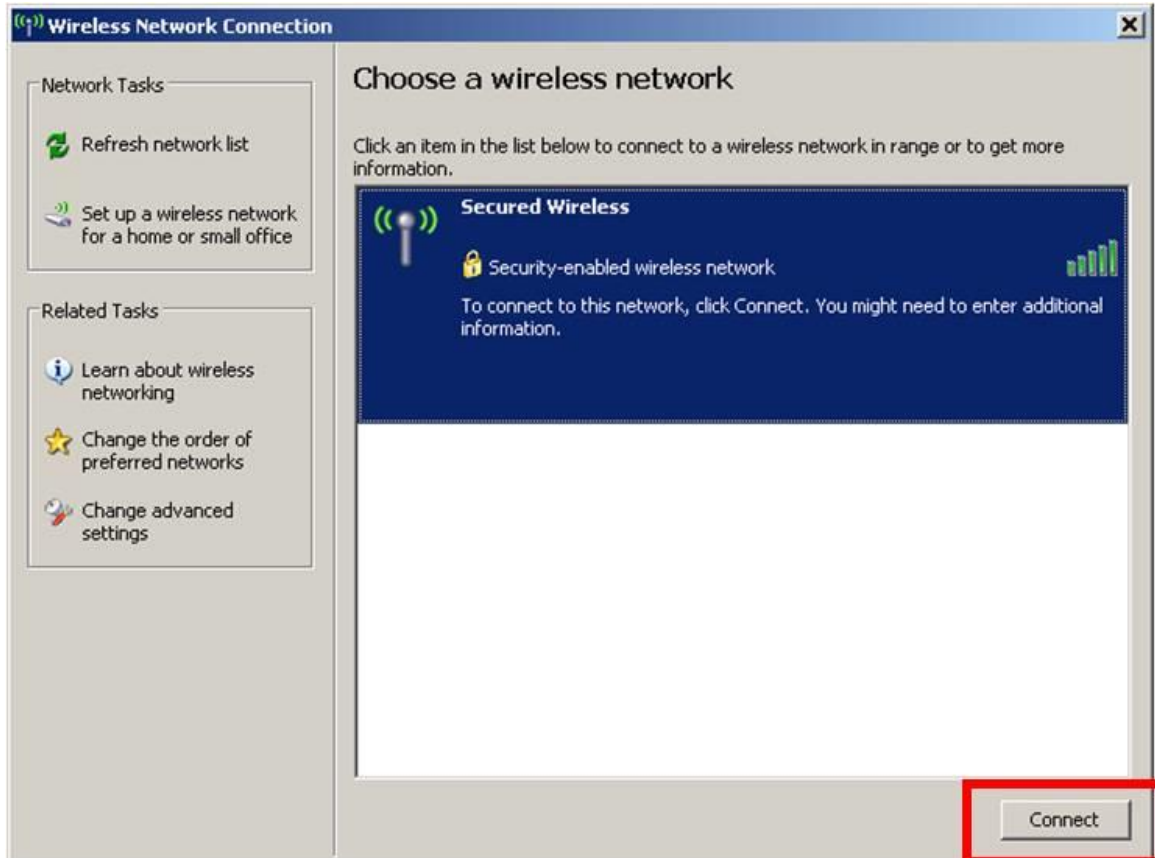 Wireless Network Connection
Network Tasks
Refresh network list
Set up a wireless network
for a home or small office
Related Tasks
Learn about wireless
networking
Change the order of
preferred networks
Change advanced
settings
Choose a wireless network
Click an item in the list below to connect to a wireless network in range or to get more
information.
Secured Wireless
Security-enabled wireless network
To connect to this network, click Connect. You might need to enter additional
information.
Connect